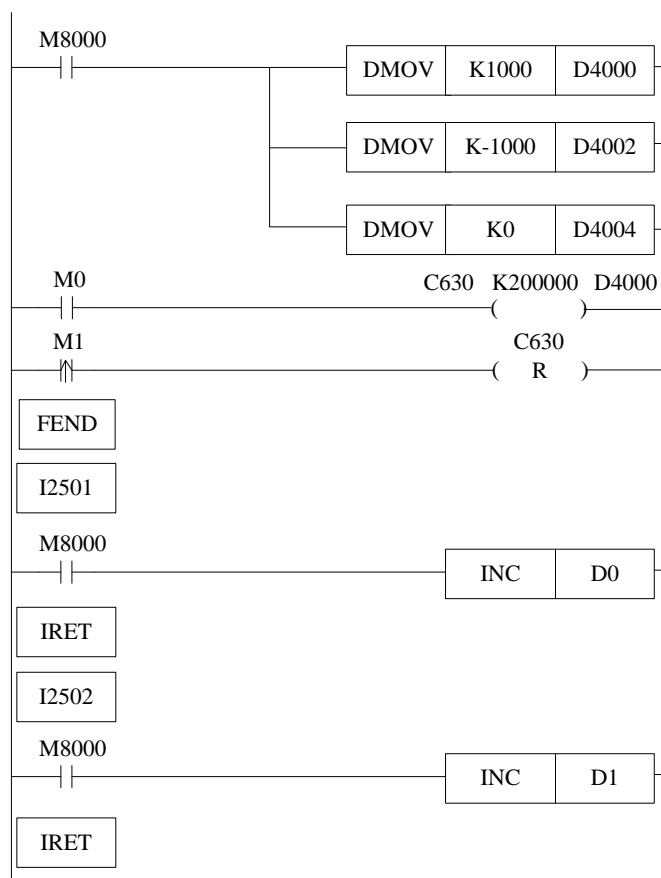 M8000
DMOV K1000 D4000
DMOV K-1000 D4002
DMOV K0 D4004
M0
C630 K200000 D4000
( )
M1
C630
( R )
FEND
I2501
M8000
INC D0
IRET
I2502
M8000
INC D1
IRET